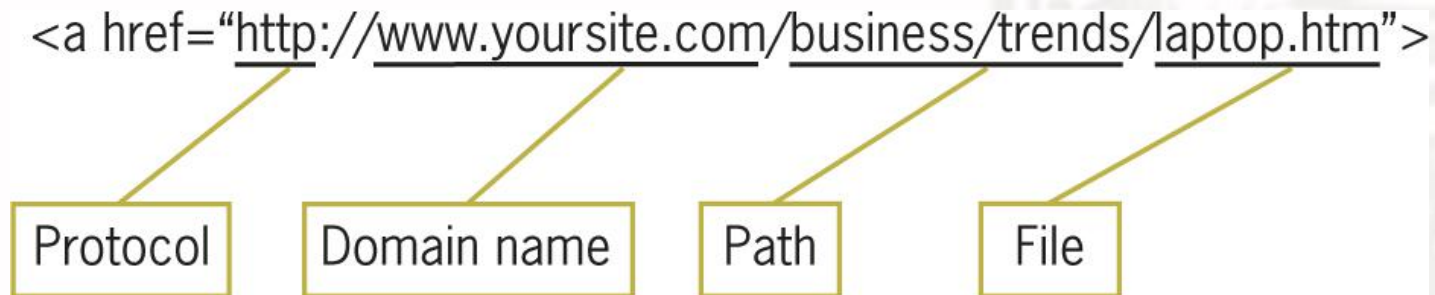 <a href=“http://www.yoursite.com/business/trends/laptop.htm”>
Protocol Domain name Path File